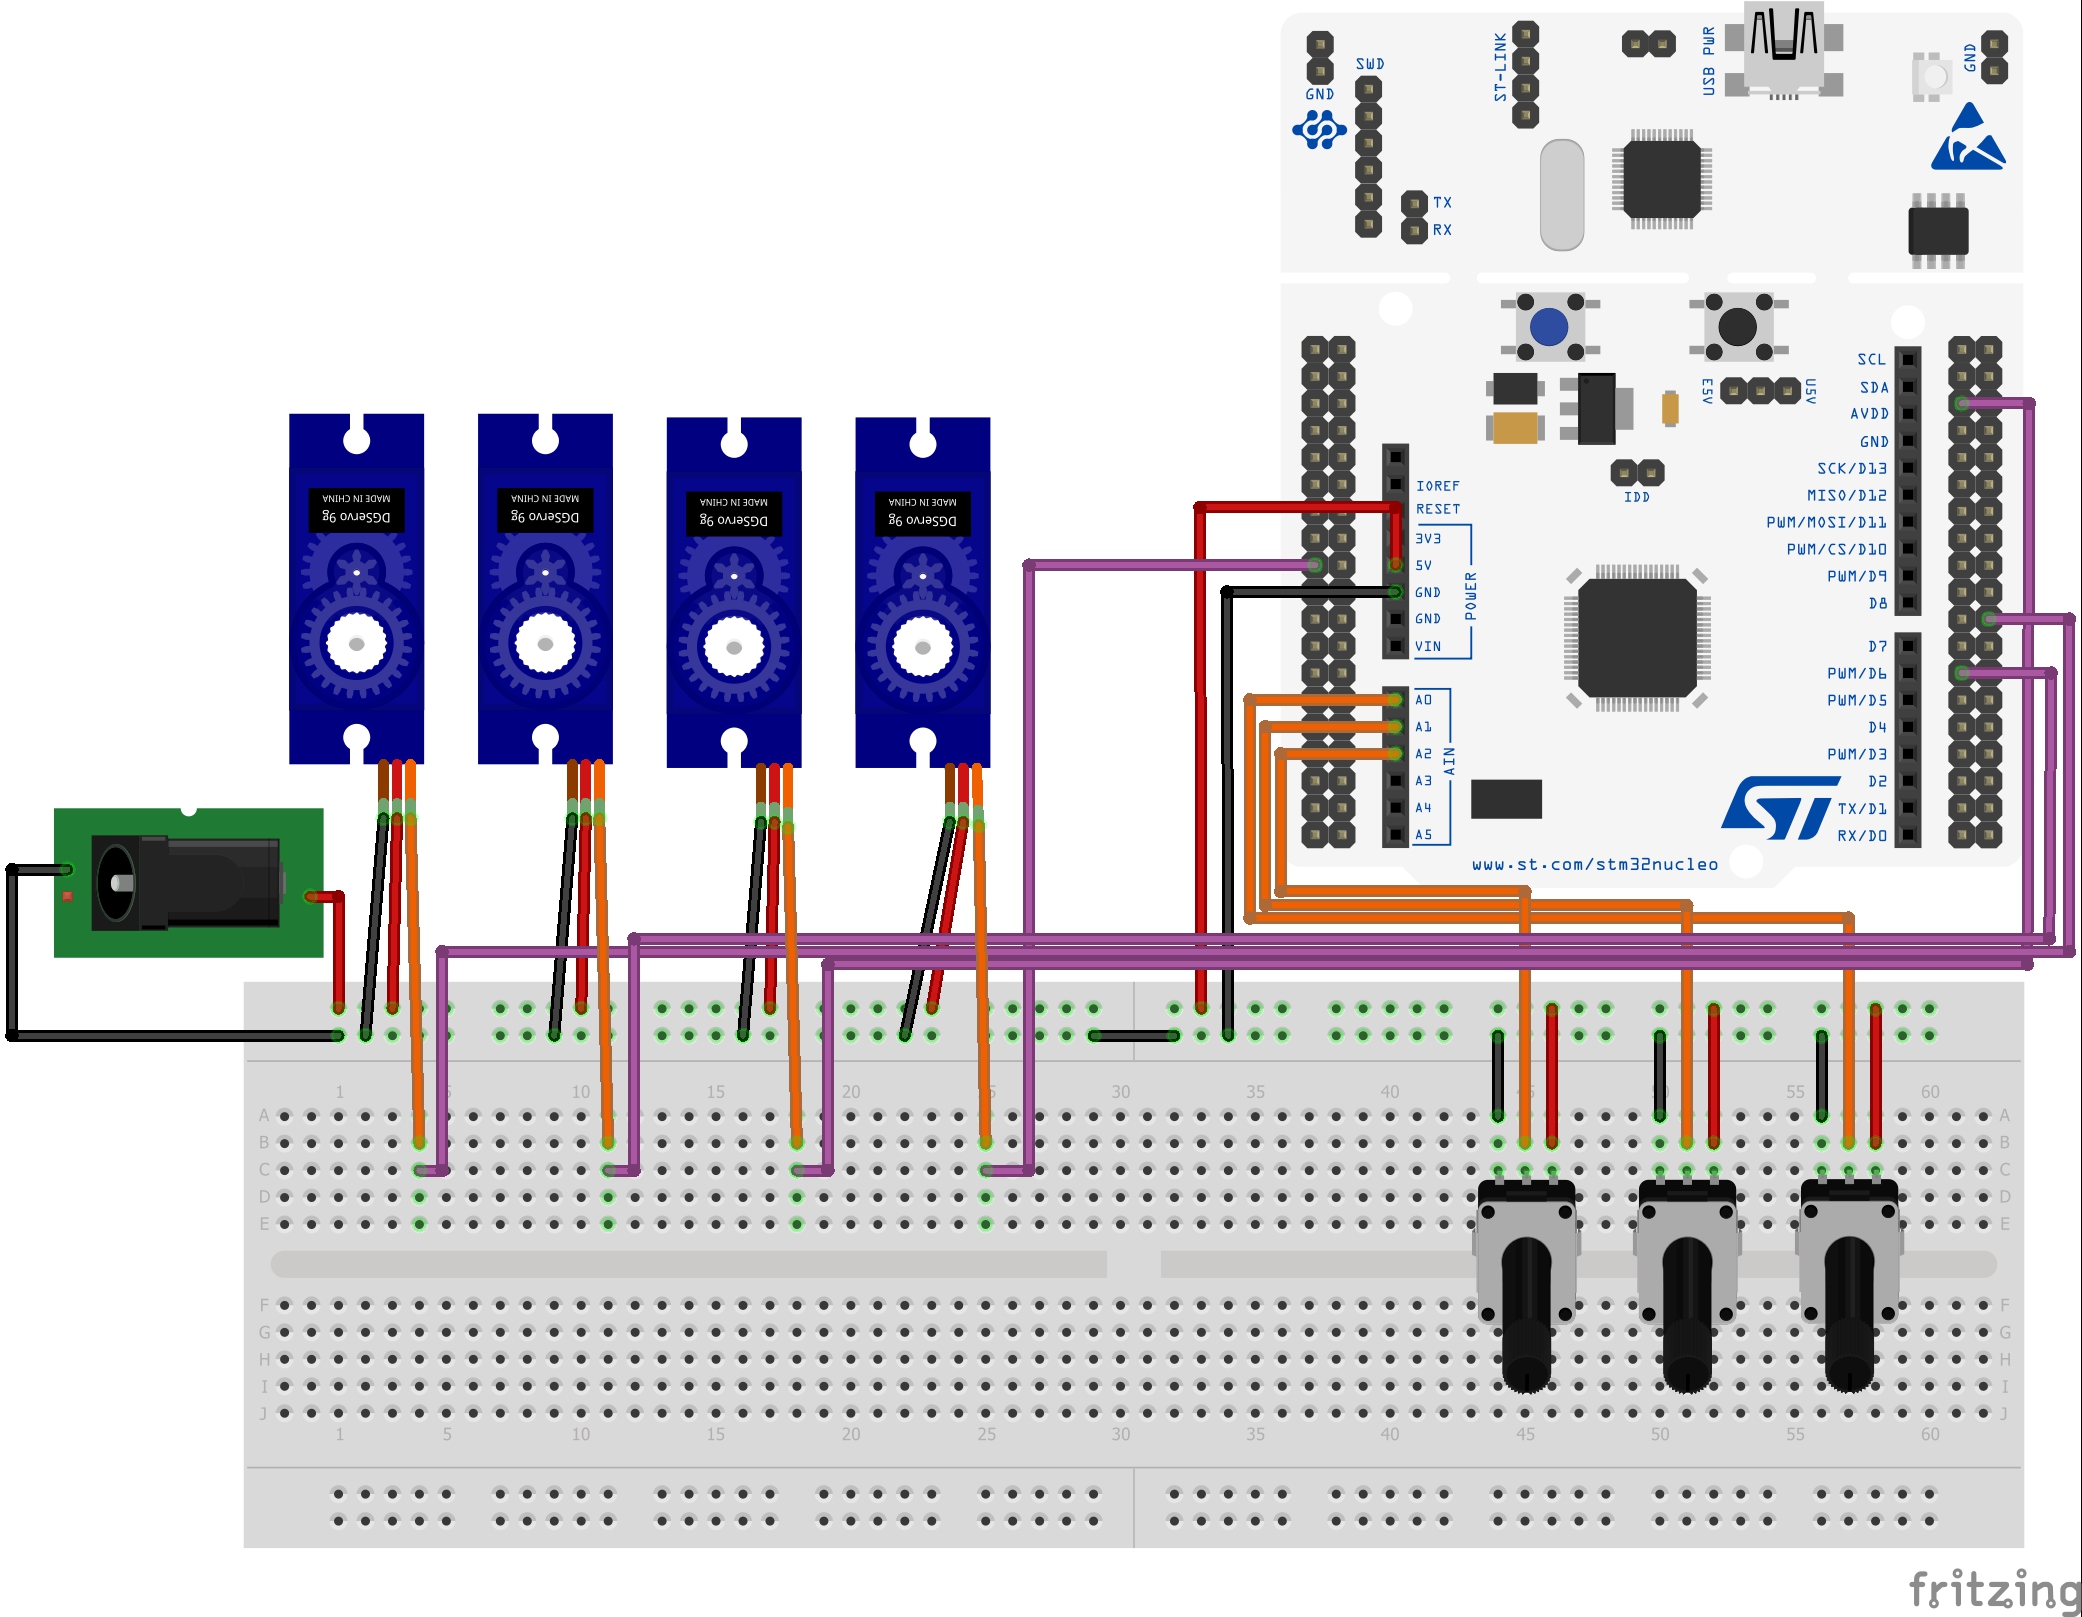 GND
SWD
ST-LINK
USB PWR
GND
TX
RX
E5V
U5V
IDD
IOREF
RESET
3V3
5V
GND
GND
VIN
POWER
A0
A1
A2
A3
A4
A5
AIN
SCL
SDA
AVDD
GND
SCK/D13
MISO/D12
PWM/MOSI/D11
PWM/CS/D10
PWM/D9
D8
D7
PWM/D6
PWM/D5
D4
PWM/D3
D2
TX/D1
RX/D0
ST
www.st.com/stm32nucleo
DGServo 9g
MADE IN CHINA
DGServo 9g
MADE IN CHINA
DGServo 9g
MADE IN CHINA
DGServo 9g
MADE IN CHINA
1 5 10 15 20 25 30 35 40 45 50 55 60
A A
B B
C C
D D
E E
F F
G G
H H
I I
J J
1 5 10 15 20 25 30 35 40 45 50 55 60
fritzing